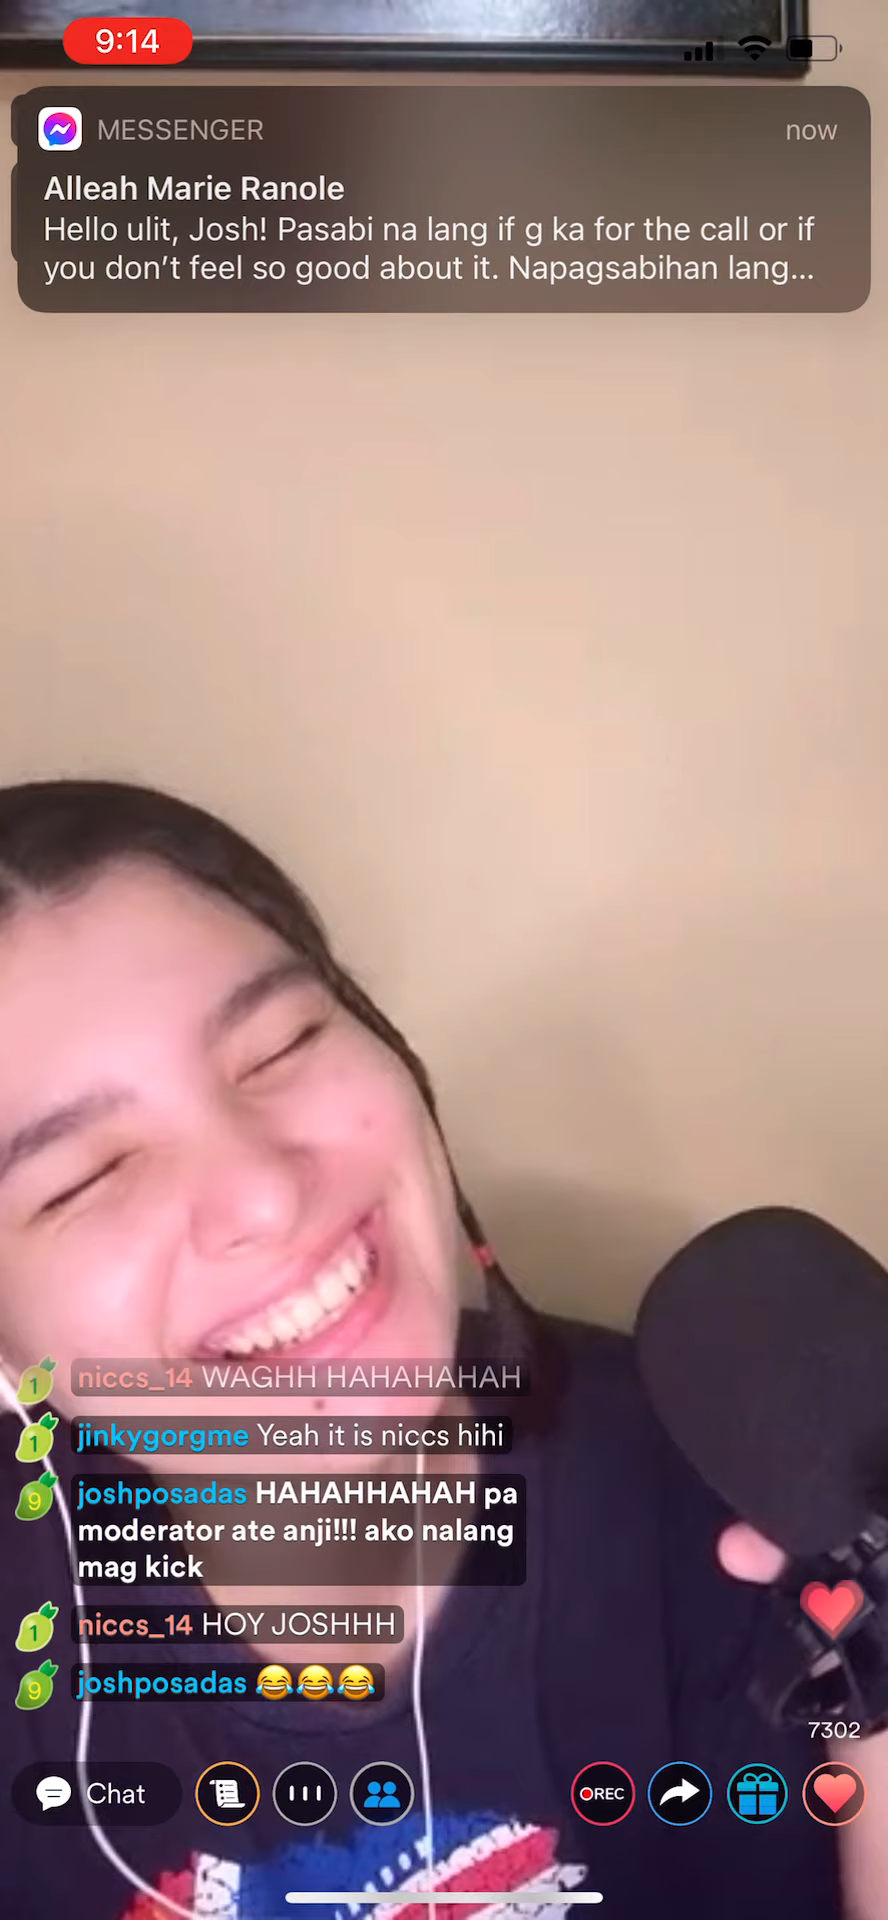 9:14
MESSENGER
now
Alleah Marie Ranole
Hello ulit, Josh! Pasabi na lang if g ka for the call or if
you don’t feel so good about it. Napagsabihan lang...
1 niccs_14 WAGHH HAHAHAHAH
1 jinkygorgme Yeah it is niccs hihi
9 joshposadas HAHAHHAHAH pa
moderator ate anji!!! ako nalang
mag kick
1 niccs_14 HOY JOSHHH
9 joshposadas 😂😂😂
7302
Chat
REC